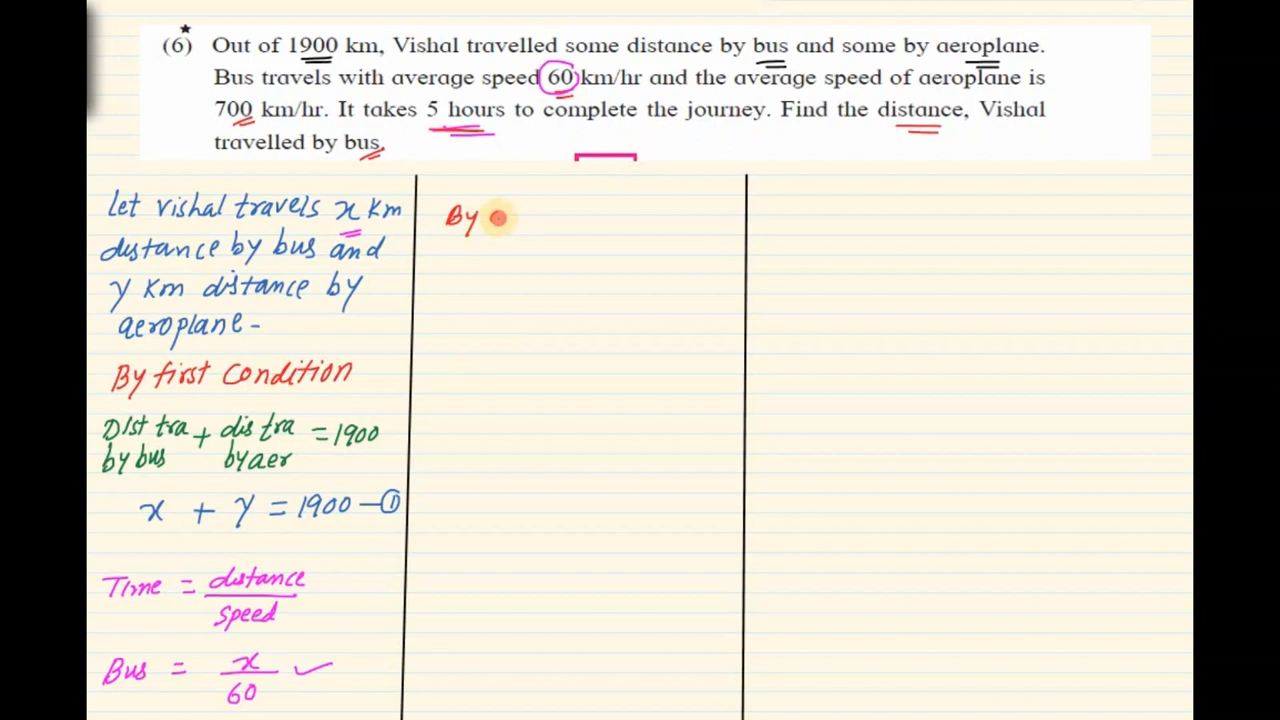 (6)* Out of 1900 km, Vishal travelled some distance by bus and some by aeroplane.
Bus travels with average speed 60 km/hr and the average speed of aeroplane is
700 km/hr. It takes 5 hours to complete the journey. Find the distance, Vishal
travelled by bus.
let vishal travels x km
distance by bus and
y km distance by
aeroplane -
By first condition
Dist tra + dis tra = 1900
by bus by aer
x + y = 1900 — ①
Time = distance
speed
Bus = x
60
By